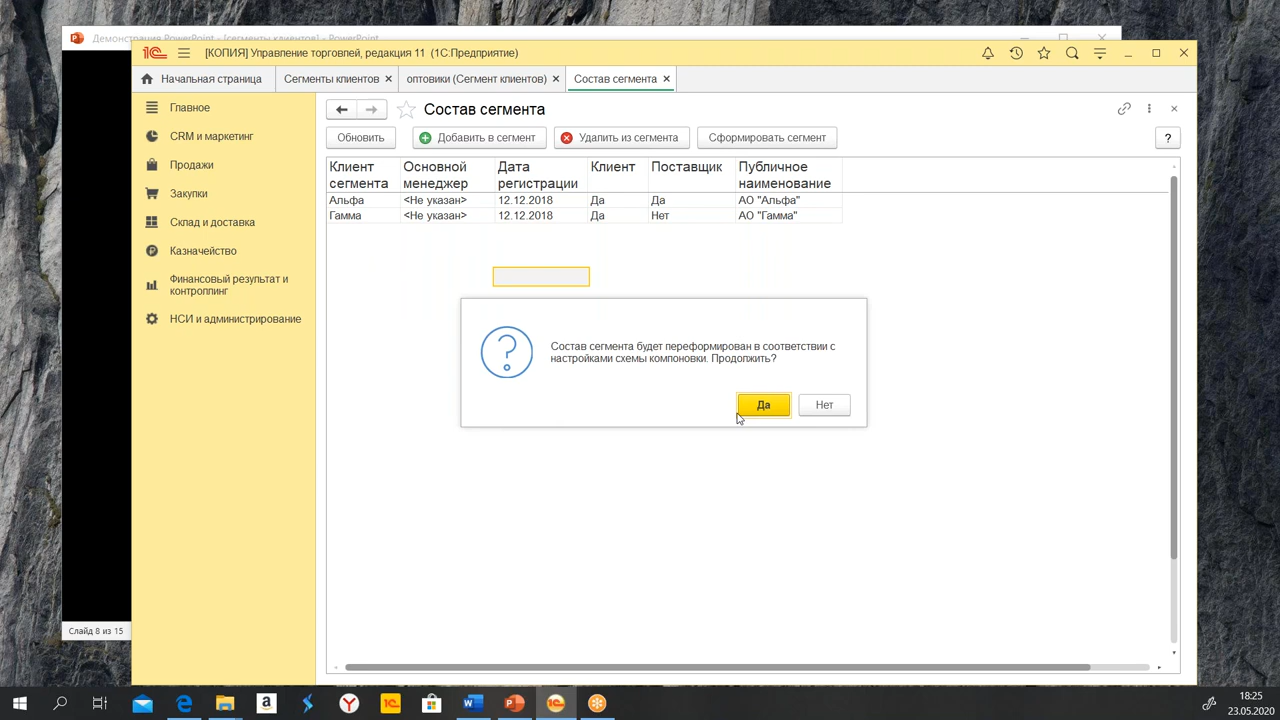 Демонстрация PowerPoint - [сегменты клиентов] - PowerPoint
1С [КОПИЯ] Управление торговлей, редакция 11 (1С:Предприятие)
Начальная страница Сегменты клиентов × оптовики (Сегмент клиентов) × Состав сегмента ×
Главное
CRM и маркетинг
Продажи
Закупки
Склад и доставка
Казначейство
Финансовый результат и
контроллинг
НСИ и администрирование
Состав сегмента
Обновить Добавить в сегмент Удалить из сегмента Сформировать сегмент ?
Клиент сегмента Основной менеджер Дата регистрации Клиент Поставщик Публичное наименование
Альфа <Не указан> 12.12.2018 Да Да АО "Альфа"
Гамма <Не указан> 12.12.2018 Да Нет АО "Гамма"
Состав сегмента будет переформирован в соответствии с
настройками схемы компоновки. Продолжить?
Да Нет
Слайд 8 из 15
18:25
23.05.2020